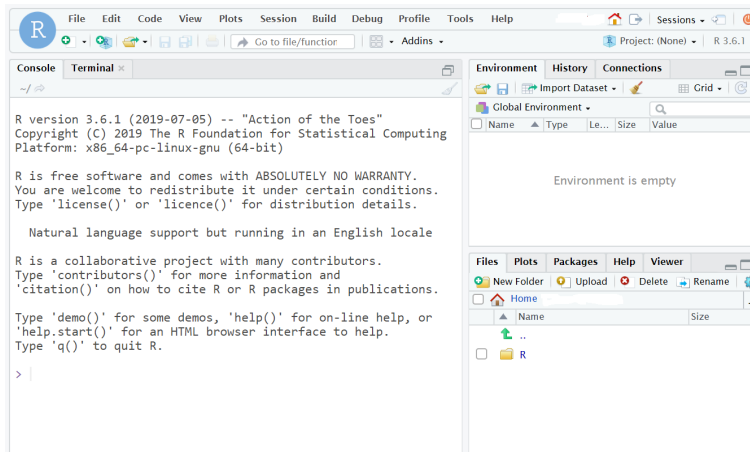 R
File Edit Code View Plots Session Build Debug Profile Tools Help
Sessions
Go to file/function
Addins
Project: (None)
R 3.6.1
Console Terminal
~/
R version 3.6.1 (2019-07-05) -- "Action of the Toes"
Copyright (C) 2019 The R Foundation for Statistical Computing
Platform: x86_64-pc-linux-gnu (64-bit)
R is free software and comes with ABSOLUTELY NO WARRANTY.
You are welcome to redistribute it under certain conditions.
Type 'license()' or 'licence()' for distribution details.
Natural language support but running in an English locale
R is a collaborative project with many contributors.
Type 'contributors()' for more information and
'citation()' on how to cite R or R packages in publications.
Type 'demo()' for some demos, 'help()' for on-line help, or
'help.start()' for an HTML browser interface to help.
Type 'q()' to quit R.
>
Environment History Connections
Import Dataset
Grid
Global Environment
Name Type Le... Size Value
Environment is empty
Files Plots Packages Help Viewer
New Folder Upload Delete Rename
Home
Name Size
..
R